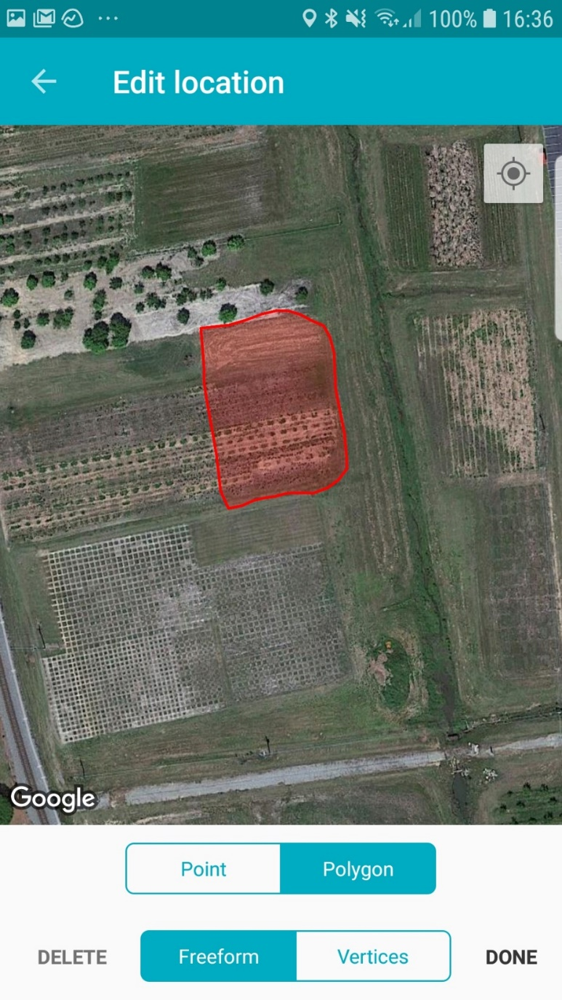 100% 16:36
Edit location
Google
Point Polygon
DELETE Freeform Vertices DONE